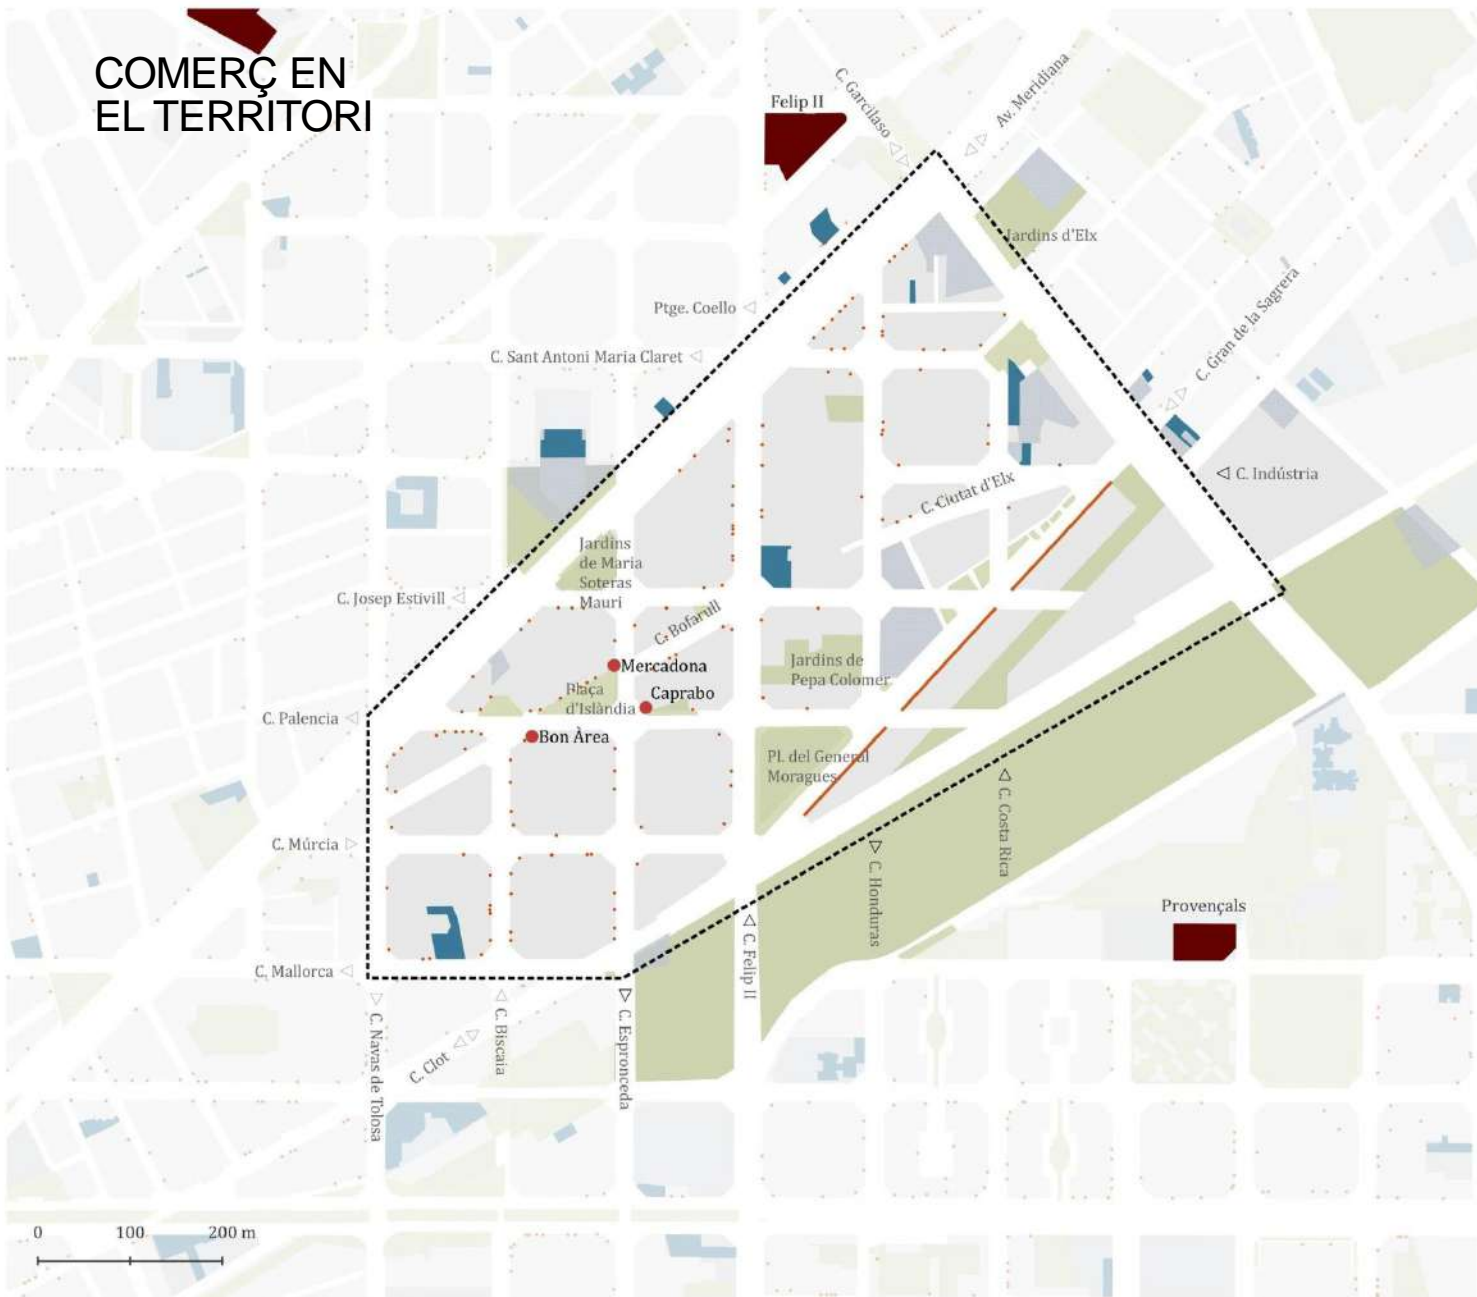 COMERÇ EN
EL TERRITORI
Felip II
C. Garcilaso
Av. Meridiana
Jardins d'Elx
Ptge. Coello
C. Gran de la Sagrera
C. Sant Antoni Maria Claret
C. Indústria
C. Ciutat d'Elx
Jardins
de Maria
Soteras
Mauri
C. Josep Estivill
C. Bofarull
Mercadona
Jardins de
Pepa Colomer
Plaça
d'Islàndia
Caprabo
C. Palencia
Bon Àrea
Pl. del General
Moragues
C. Costa Rica
C. Múrcia
C. Honduras
Provençals
C. Mallorca
C. Felip II
C. Navas de Tolosa
C. Clot
C. Biscaia
C. Espronceda
0 100 200 m